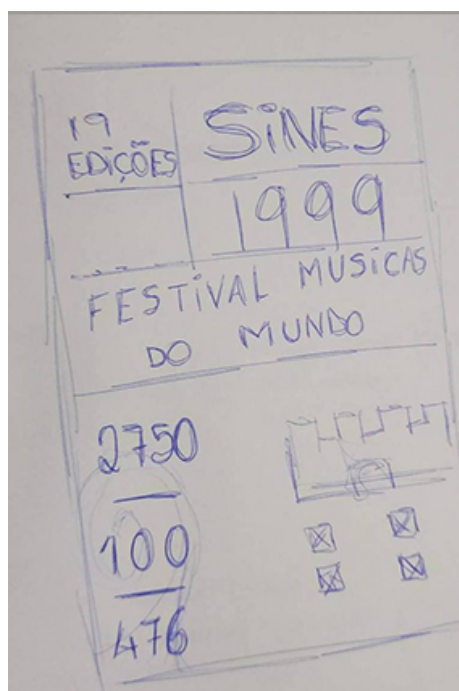 19
EDiÇÕES
SiNES
1999
FESTiVAL MUSiCAS
DO MUNDO
2750
100
476